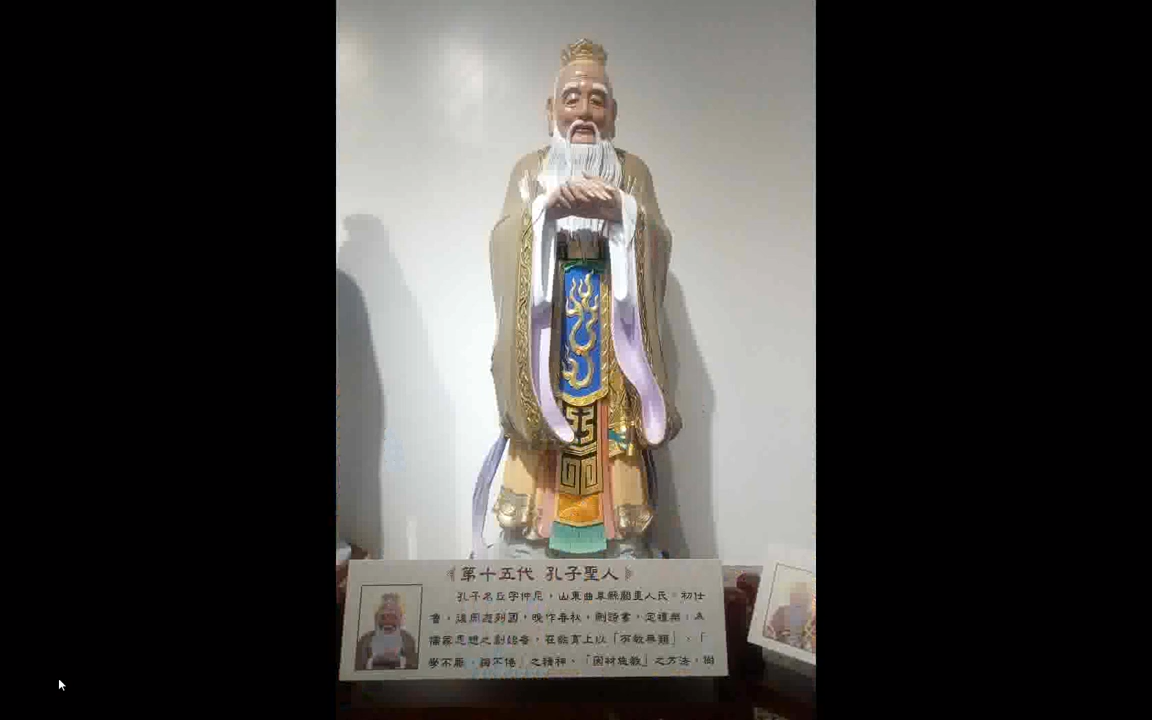 第十五代 孔子聖人
孔子名丘字仲尼，山東曲阜縣闕里人氏。初仕
魯，後周遊列國，晚作春秋，刪詩書，定禮樂；為
儒家思想之創始者，在教育上以「有教無類」、「
學不厭，誨不倦」之精神，「因材施教」之方法，樹